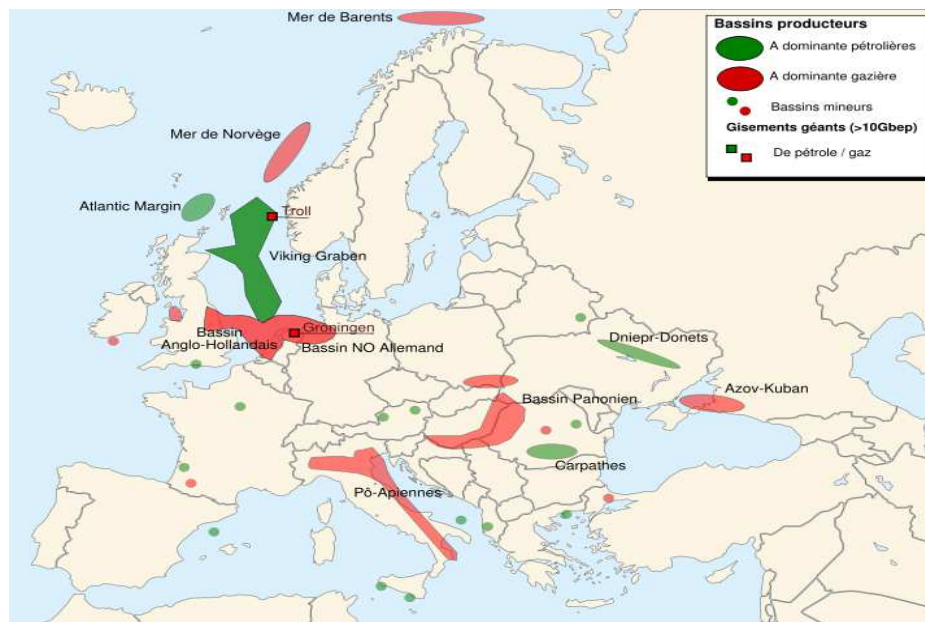 Mer de Barents
Bassins producteurs
A dominante pétrolières
A dominante gazière
Bassins mineurs
Gisements géants (>10Gbep)
De pétrole / gaz
Mer de Norvège
Atlantic Margin
Troll
Viking Graben
Bassin
Anglo-Hollandais
Groningen
Bassin NO Allemand
Dniepr-Donets
Azov-Kuban
Bassin Panonien
Carpathes
Pô-Apiennes